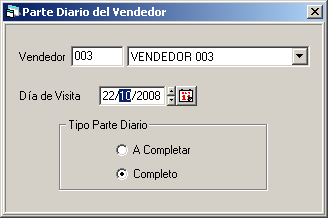 Parte Diario del Vendedor
Vendedor 003 VENDEDOR 003
Día de Visita 22/10/2008
Tipo Parte Diario
A Completar
Completo